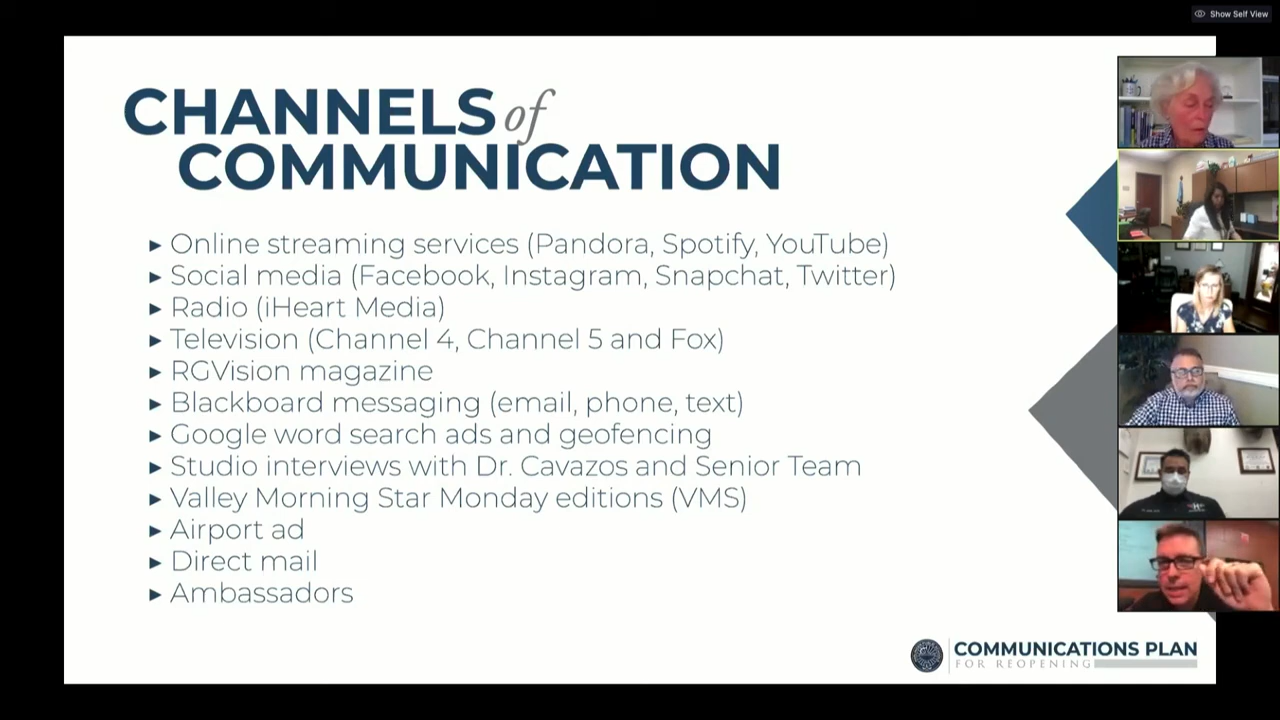 Show Self View
CHANNELS of
COMMUNICATION
► Online streaming services (Pandora, Spotify, YouTube)
► Social media (Facebook, Instagram, Snapchat, Twitter)
► Radio (iHeart Media)
► Television (Channel 4, Channel 5 and Fox)
► RGVision magazine
► Blackboard messaging (email, phone, text)
► Google word search ads and geofencing
► Studio interviews with Dr. Cavazos and Senior Team
► Valley Morning Star Monday editions (VMS)
► Airport ad
► Direct mail
► Ambassadors
COMMUNICATIONS PLAN
FOR REOPENING